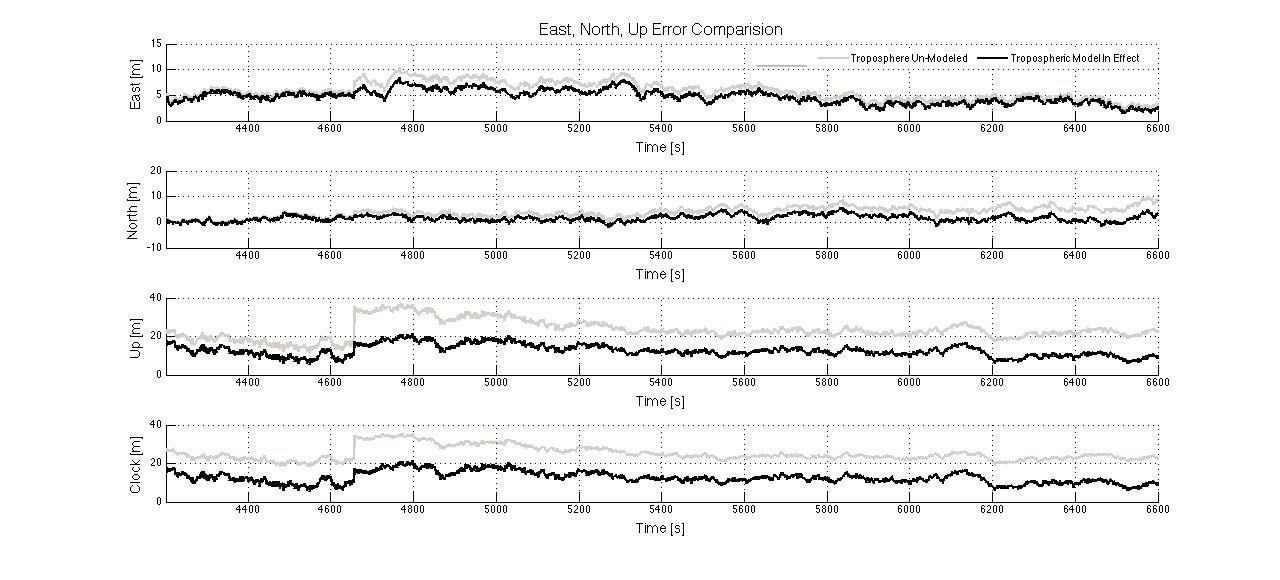 East, North, Up Error Comparision
15
10
5
0
East [m]
Troposphere Un-Modeled
Tropospheric Model In Effect
4400 4600 4800 5000 5200 5400 5600 5800 6000 6200 6400 6600
Time [s]
20
10
0
-10
North [m]
4400 4600 4800 5000 5200 5400 5600 5800 6000 6200 6400 6600
Time [s]
40
20
0
Up [m]
4400 4600 4800 5000 5200 5400 5600 5800 6000 6200 6400 6600
Time [s]
40
20
0
Clock [m]
4400 4600 4800 5000 5200 5400 5600 5800 6000 6200 6400 6600
Time [s]